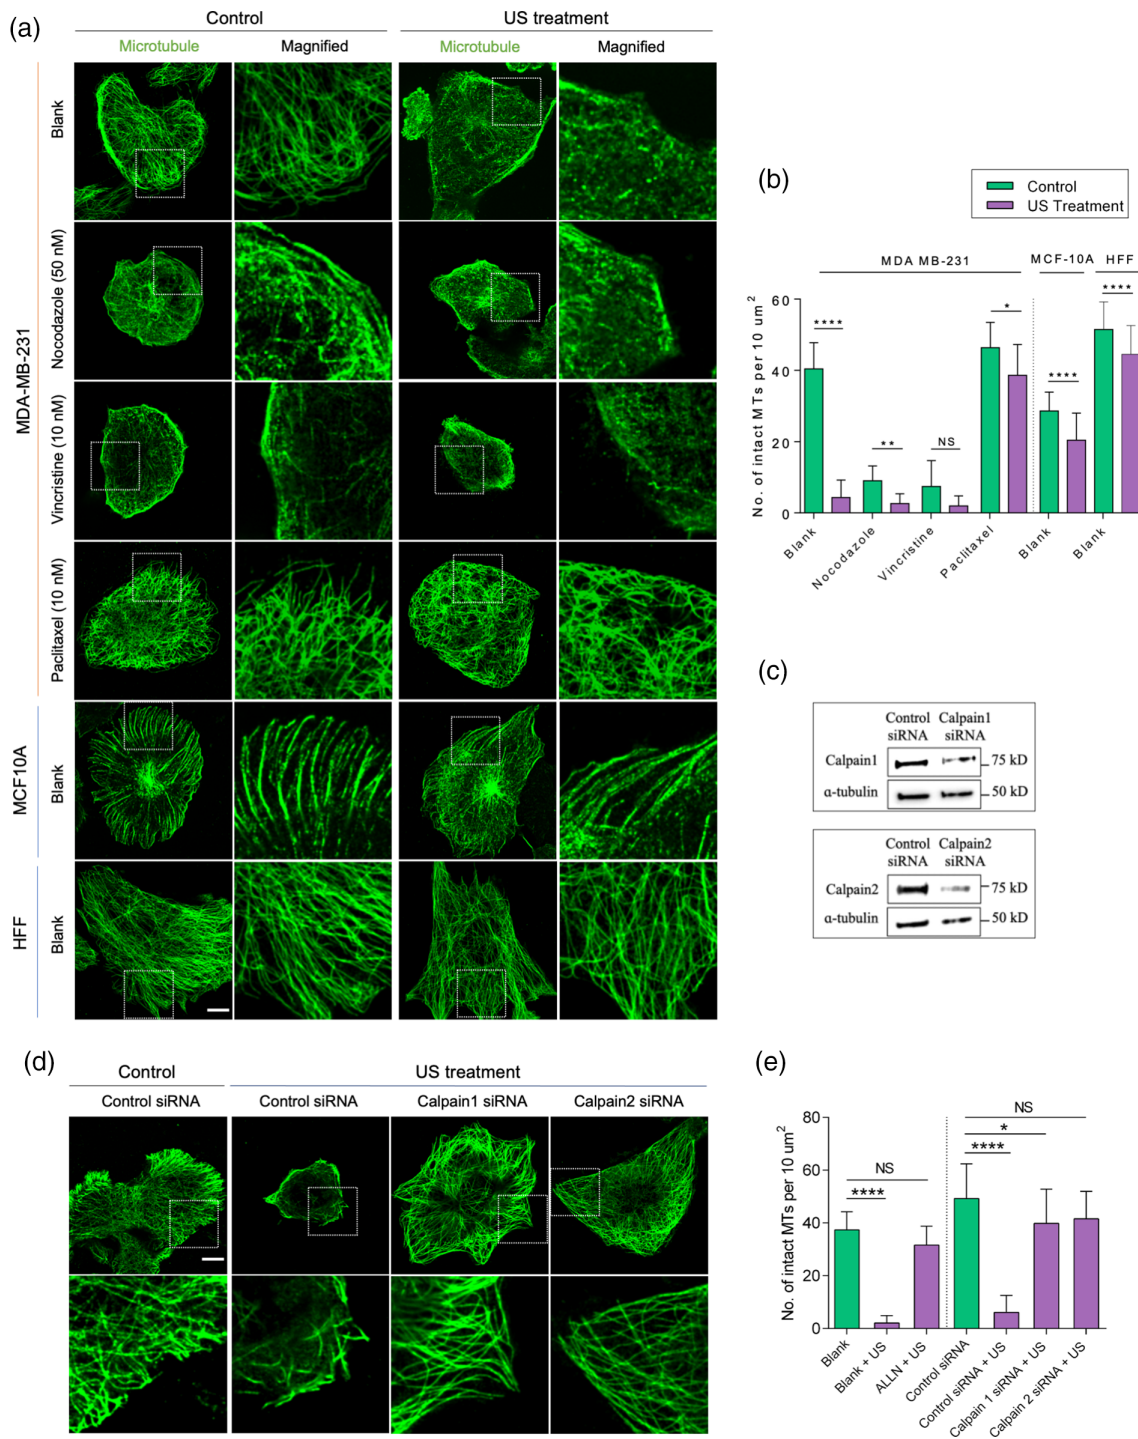 (a)
Control
US treatment
Microtubule
Magnified
Microtubule
Magnified
MDA-MB-231
Blank
Nocodazole (50 nM)
Vincristine (10 nM)
Paclitaxel (10 nM)
MCF10A
Blank
HFF
Blank
(b)
Control
US Treatment
MDA MB-231
MCF-10A
HFF
No. of intact MTs per 10 um2
60
40
20
0
****
**
NS
*
****
****
Blank
Nocodazole
Vincristine
Paclitaxel
Blank
Blank
(c)
Control siRNA
Calpain1 siRNA
Calpain1
75 kD
α-tubulin
50 kD
Control siRNA
Calpain2 siRNA
Calpain2
75 kD
α-tubulin
50 kD
(d)
Control
US treatment
Control siRNA
Control siRNA
Calpain1 siRNA
Calpain2 siRNA
(e)
No. of intact MTs per 10 um2
80
60
40
20
0
NS
*
****
NS
****
Blank
Blank + US
ALLN + US
Control siRNA
Control siRNA + US
Calpain 1 siRNA + US
Calpain 2 siRNA + US